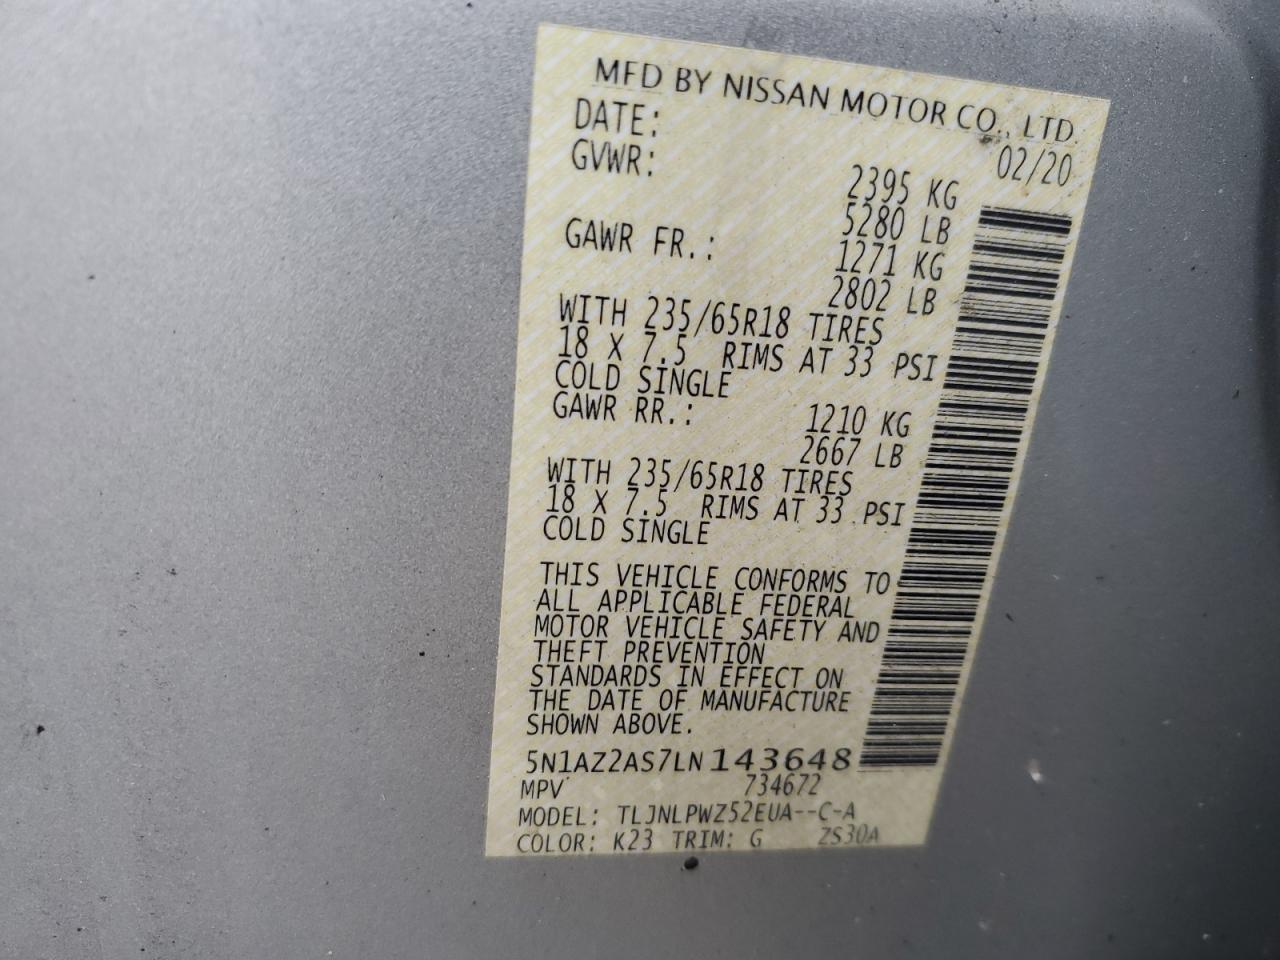 MFD BY NISSAN MOTOR CO., LTD.
DATE: 02/20
GVWR: 2395 KG
5280 LB
GAWR FR.: 1271 KG
2802 LB
WITH 235/65R18 TIRES
18 X 7.5 RIMS AT 33 PSI
COLD SINGLE
GAWR RR.: 1210 KG
2667 LB
WITH 235/65R18 TIRES
18 X 7.5 RIMS AT 33 PSI
COLD SINGLE
THIS VEHICLE CONFORMS TO
ALL APPLICABLE FEDERAL
MOTOR VEHICLE SAFETY AND
THEFT PREVENTION
STANDARDS IN EFFECT ON
THE DATE OF MANUFACTURE
SHOWN ABOVE.
5N1AZ2AS7LN143648
MPV 734672
MODEL: TLJNLPWZ52EUA--C-A
COLOR: K23 TRIM: G ZS30A